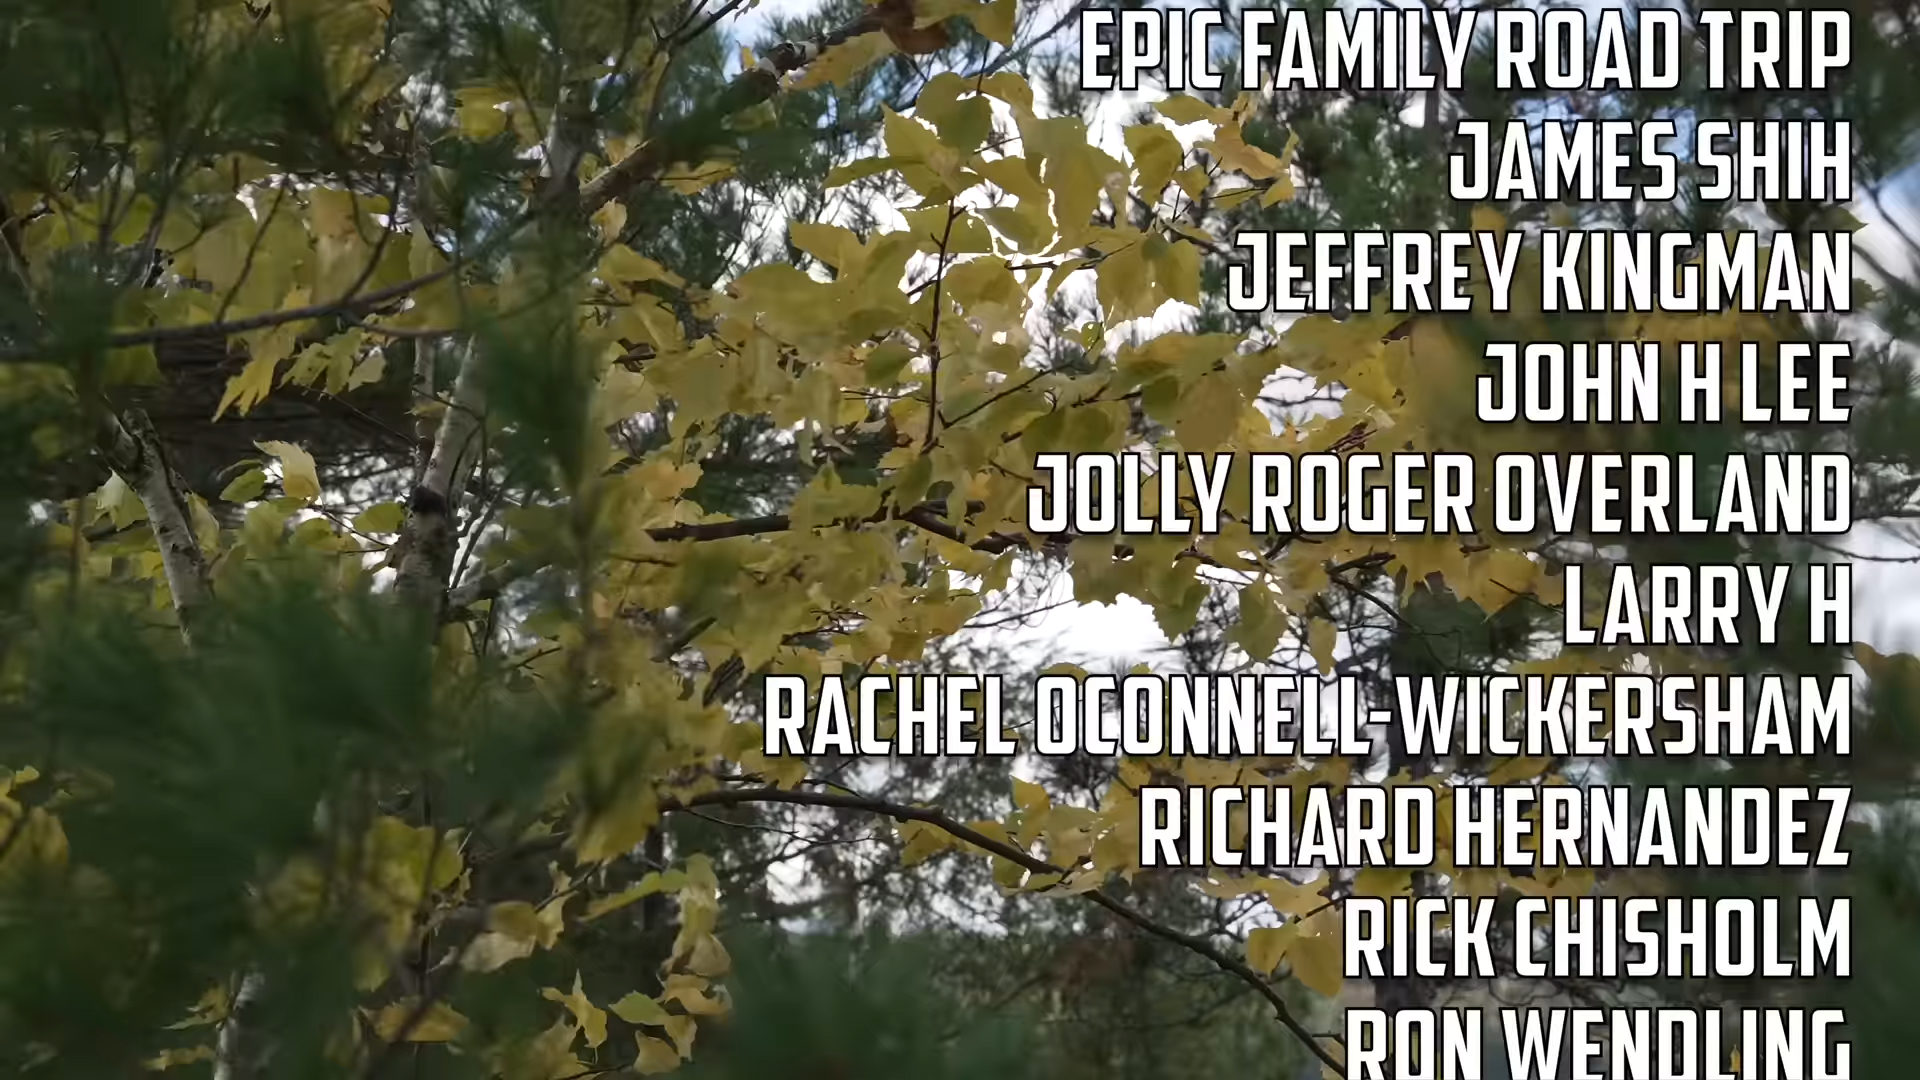 EPIC FAMILY ROAD TRIP
JAMES SHIH
JEFFREY KINGMAN
JOHN H LEE
JOLLY ROGER OVERLAND
LARRY H
RACHEL OCONNELL-WICKERSHAM
RICHARD HERNANDEZ
RICK CHISHOLM
RON WENDLING